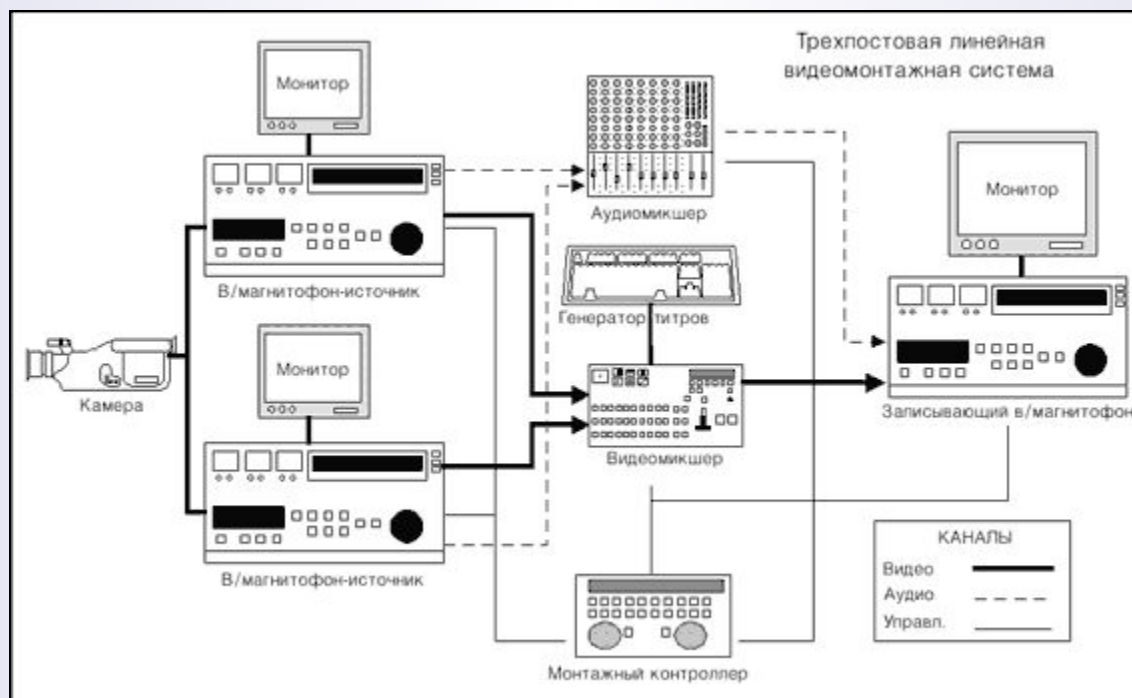 Трехпостовая линейная
видеомонтажная система
Монитор
В/магнитофон-источник
Камера
Монитор
В/магнитофон-источник
Аудиомикшер
Генератор титров
Видеомикшер
Монтажный контроллер
Монитор
Записывающий в/магнитофон
КАНАЛЫ
Видео
Аудио
Управл.